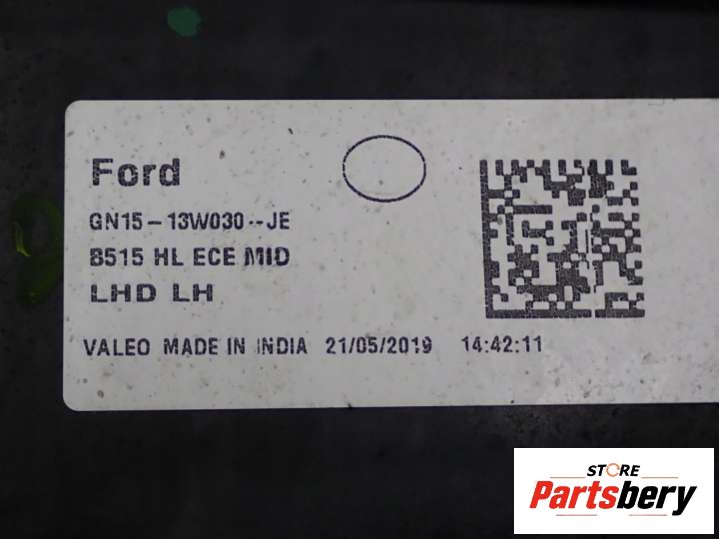 Ford
GN15-13W030--JE
B515 HL ECE MID
LHD LH
VALEO MADE IN INDIA 21/05/2019 14:42:11
STORE
Partsbery